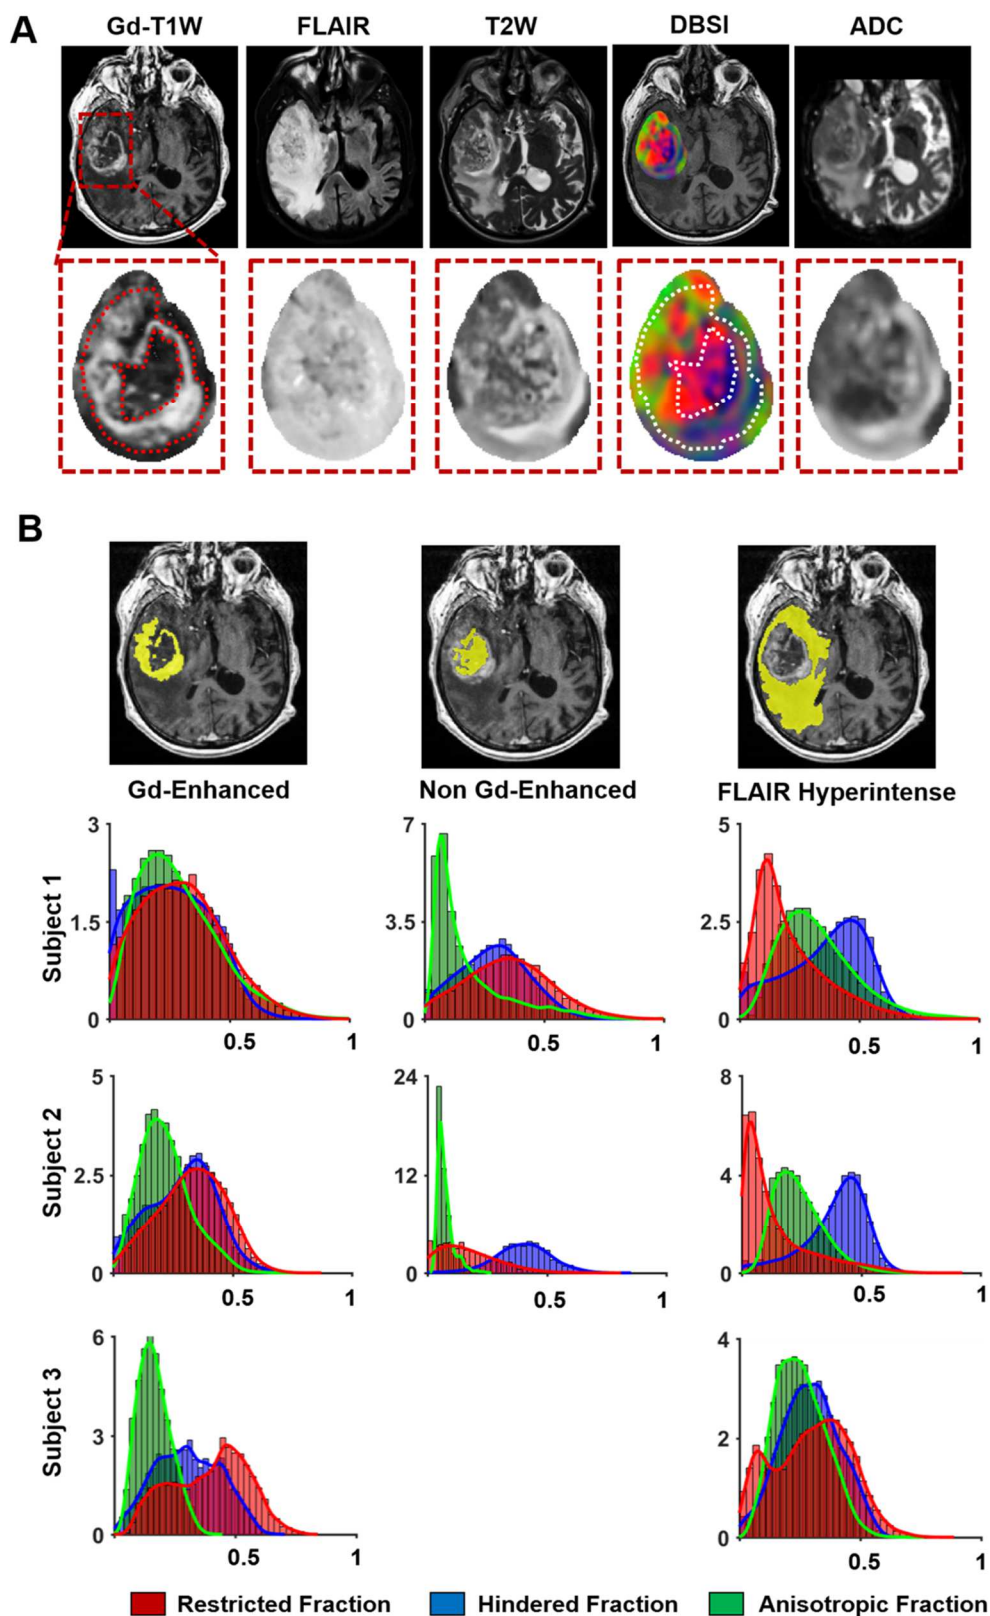 A
Gd-T1W
FLAIR
T2W
DBSI
ADC
B
Gd-Enhanced
Non Gd-Enhanced
FLAIR Hyperintense
Subject 1
3
1.5
0
0.5
1
7
3.5
0
0.5
1
5
2.5
0
0.5
1
Subject 2
5
2.5
0
0.5
1
24
12
0
0.5
1
8
4
0
0.5
1
Subject 3
6
3
0
0.5
1
4
2
0
0.5
1
Restricted Fraction
Hindered Fraction
Anisotropic Fraction